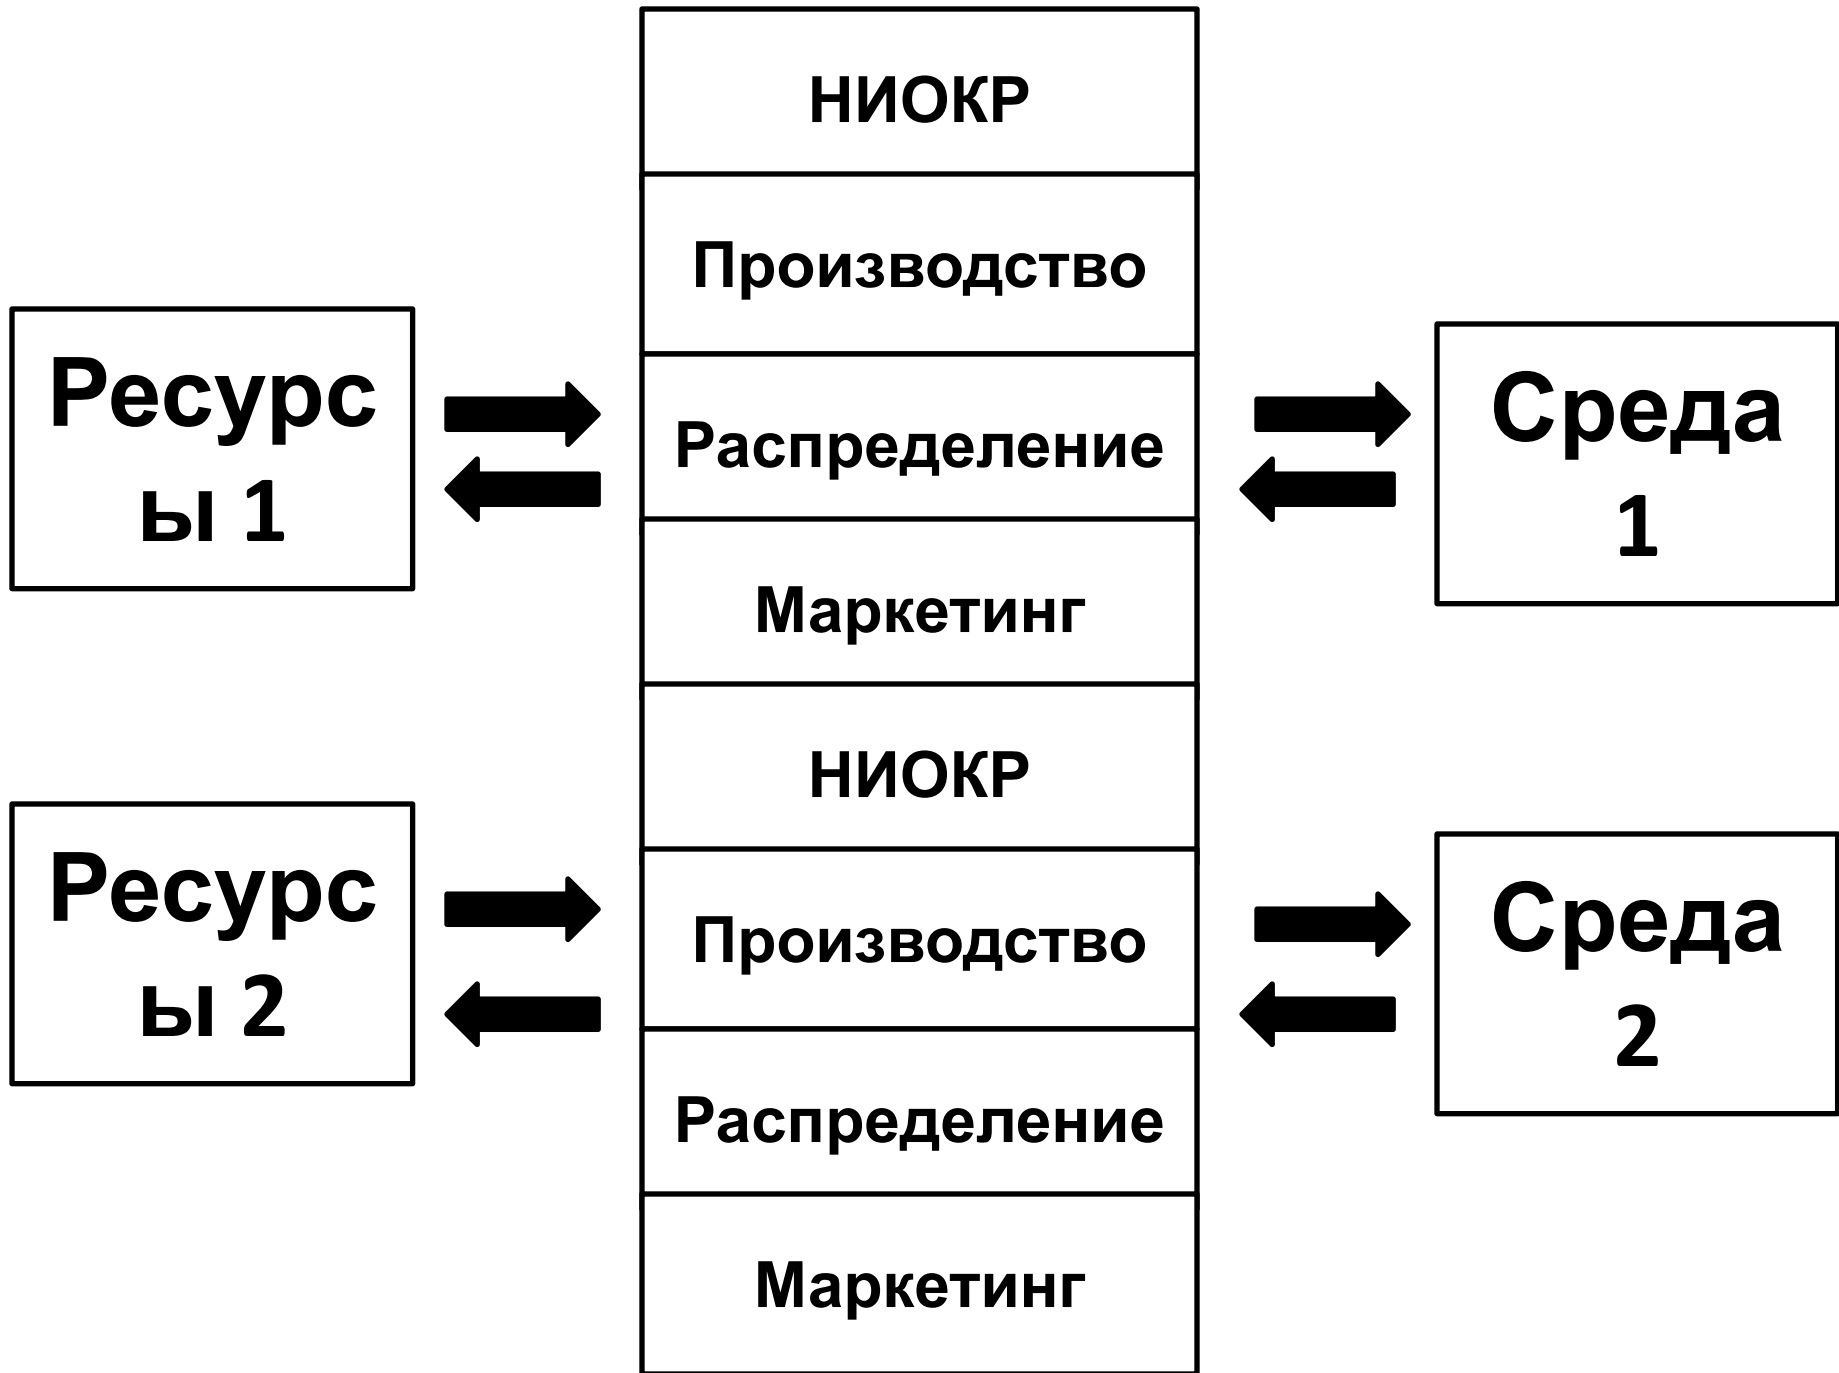 НИОКР
Производство
Ресурс
ы 1
Распределение
Среда
1
Маркетинг
НИОКР
Ресурс
ы 2
Производство
Среда
2
Распределение
Маркетинг